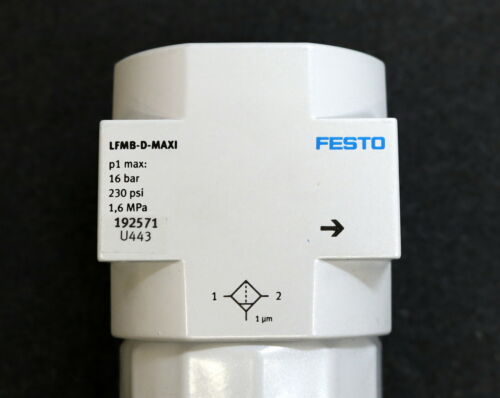 LFMB-D-MAXI
FESTO
p1 max:
16 bar
230 psi
1,6 MPa
192571
U443
1 2
1 µm